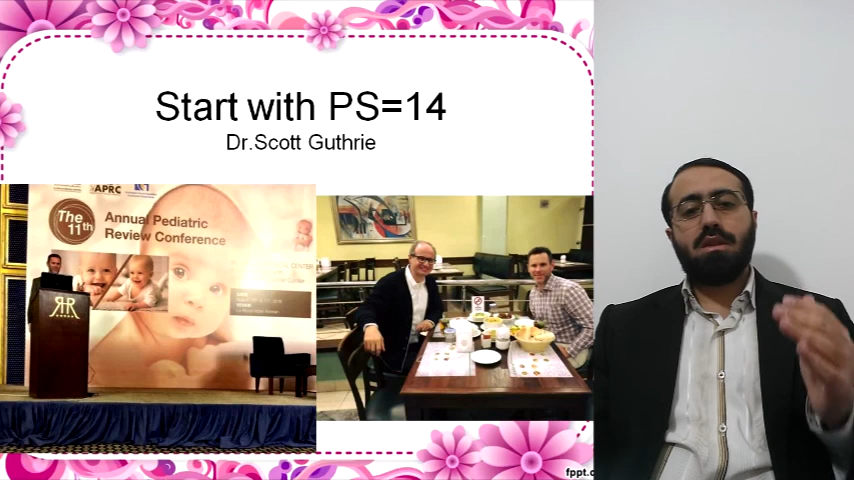 Start with PS=14
Dr.Scott Guthrie
APRC
The 11th
Annual Pediatric
Review Conference
fppt.c